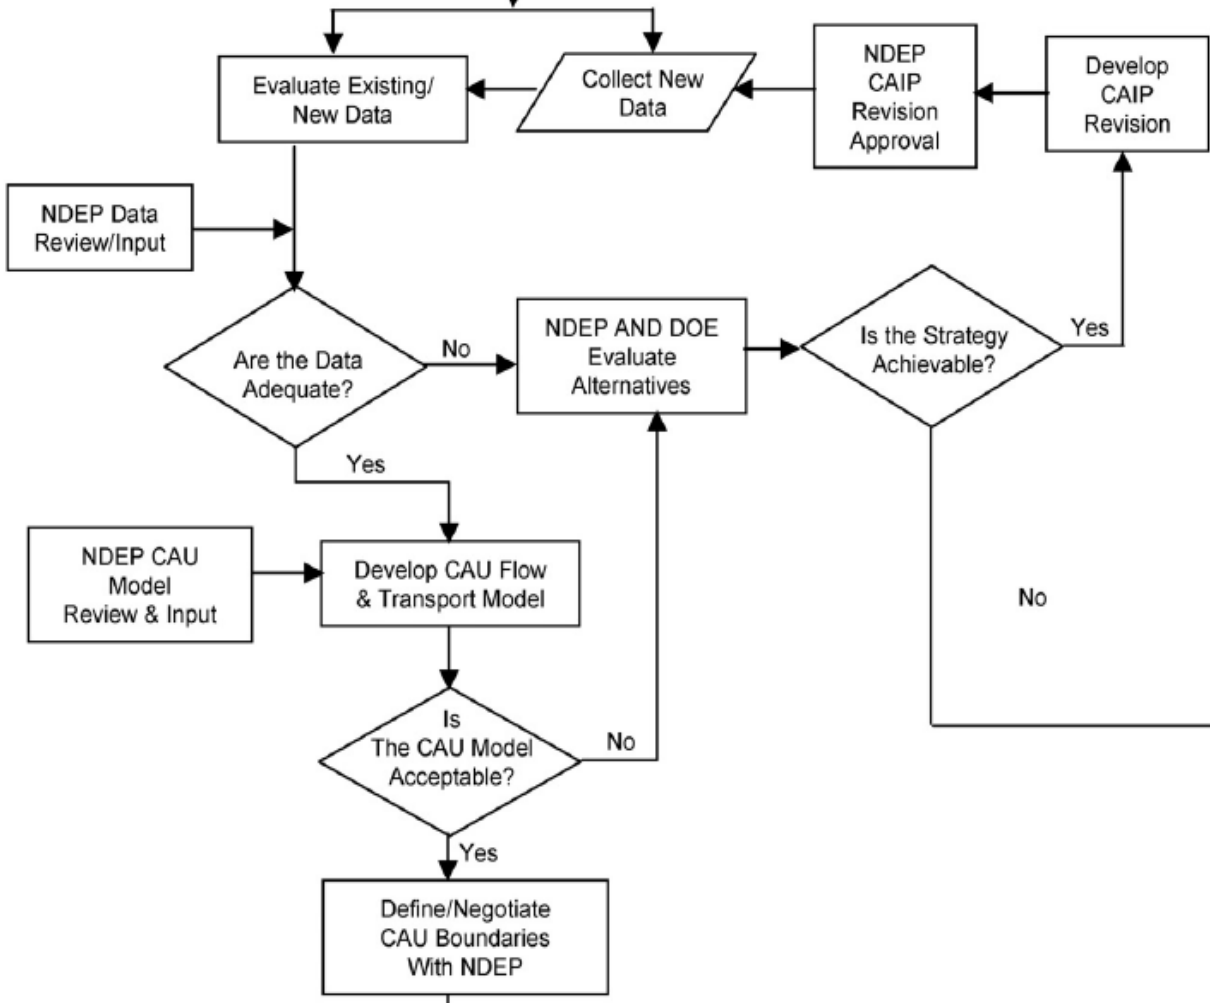 Evaluate Existing/
New Data
Collect New
Data
NDEP
CAIP
Revision
Approval
Develop
CAIP
Revision
NDEP Data
Review/Input
Are the Data
Adequate?
No
NDEP AND DOE
Evaluate
Alternatives
Is the Strategy
Achievable?
Yes
Yes
NDEP CAU
Model
Review & Input
Develop CAU Flow
& Transport Model
No
Is
The CAU Model
Acceptable?
No
Yes
Define/Negotiate
CAU Boundaries
With NDEP